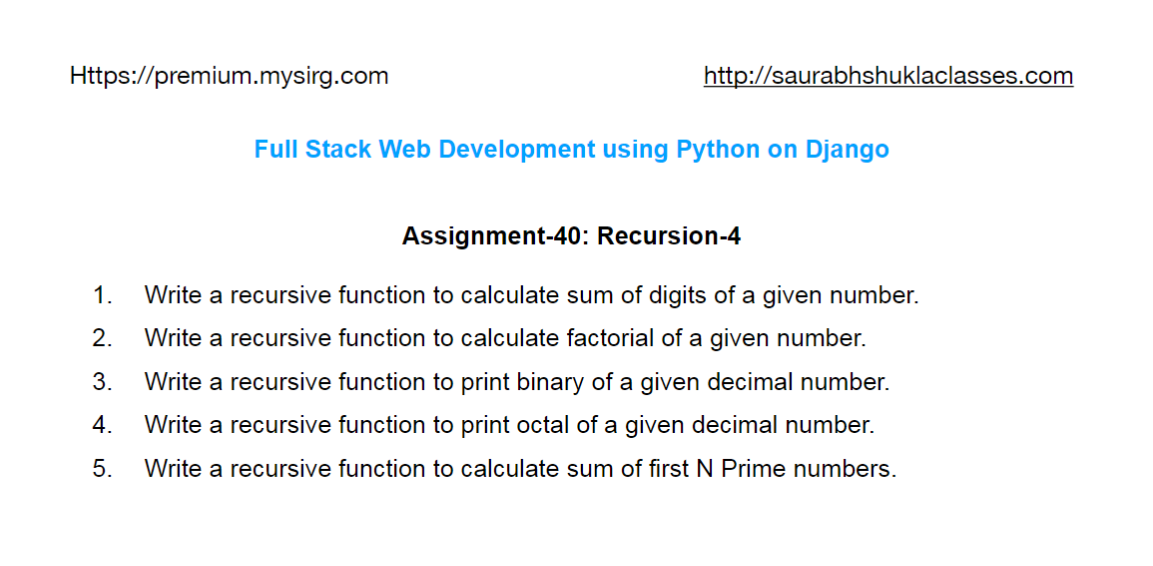 Https://premium.mysirg.com http://saurabhshuklaclasses.com
Full Stack Web Development using Python on Django
Assignment-40: Recursion-4
1. Write a recursive function to calculate sum of digits of a given number.
2. Write a recursive function to calculate factorial of a given number.
3. Write a recursive function to print binary of a given decimal number.
4. Write a recursive function to print octal of a given decimal number.
5. Write a recursive function to calculate sum of first N Prime numbers.